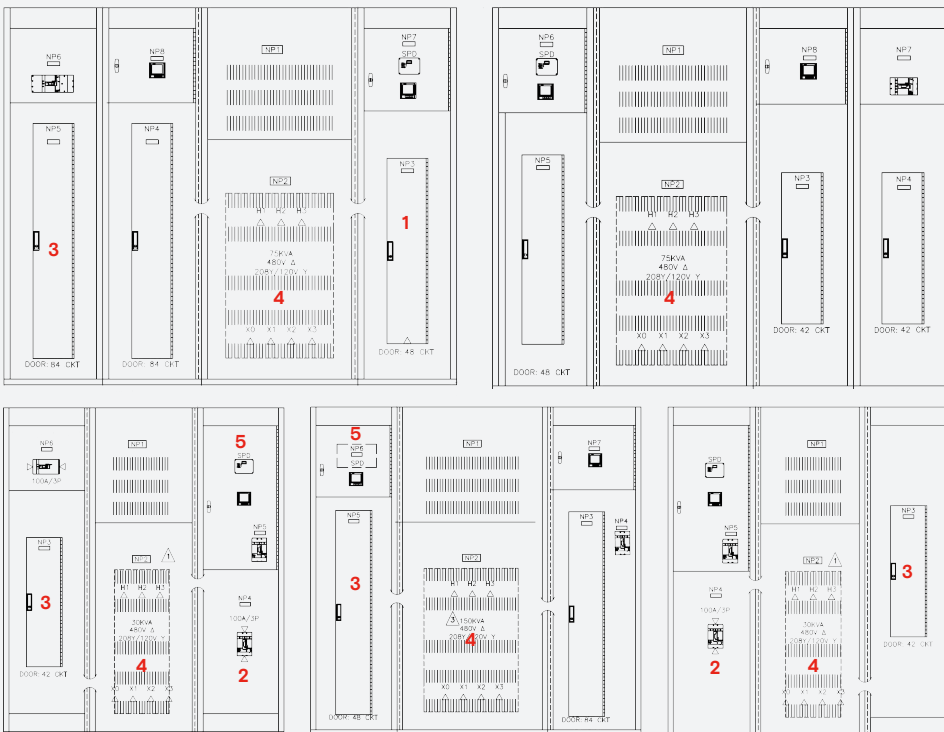 NP6
NP8
NP1
NP7
SPD
NP5
NP4
NP2
NP3
H1 H2 H3
1
3
75KVA
480V Δ
208Y/120V Y
4
X0 X1 X2 X3
DOOR: 84 CKT
DOOR: 84 CKT
DOOR: 48 CKT
NP6
SPD
NP1
NP8
NP7
NP5
NP2
NP3
NP4
H1 H2 H3
75KVA
480V Δ
208Y/120V Y
4
X0 X1 X2 X3
DOOR: 48 CKT
DOOR: 42 CKT
DOOR: 42 CKT
NP6
100A/3P
NP1
5
SPD
NP5
NP3
NP2
1
H1 H2 H3
3
NP4
100A/3P
30KVA
480V Δ
208Y/120V Y
4
2
X0 X1 X2 X3
DOOR: 42 CKT
5
NP6
SPD
NP1
NP7
NP5
NP3
NP4
NP2
H1 H2 H3
3
3
150KVA
480V Δ
208Y/120V Y
4
X0 X1 X2 X3
DOOR: 48 CKT
DOOR: 84 CKT
SPD
NP1
NP5
NP3
NP2
1
H1 H2 H3
3
NP4
100A/3P
30KVA
480V Δ
208Y/120V Y
4
2
X0 X1 X2 X3
DOOR: 42 CKT